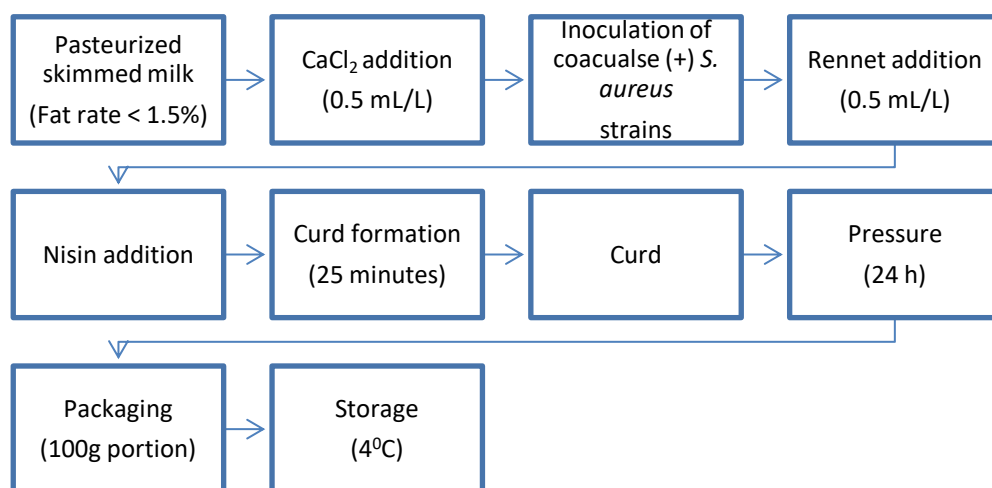 Pasteurized
skimmed milk
(Fat rate < 1.5%)
CaCl₂ addition
(0.5 mL/L)
Inoculation of
coacualse (+) S.
aureus
strains
Rennet addition
(0.5 mL/L)
Nisin addition
Curd formation
(25 minutes)
Curd
Pressure
(24 h)
Packaging
(100g portion)
Storage
(4⁰C)